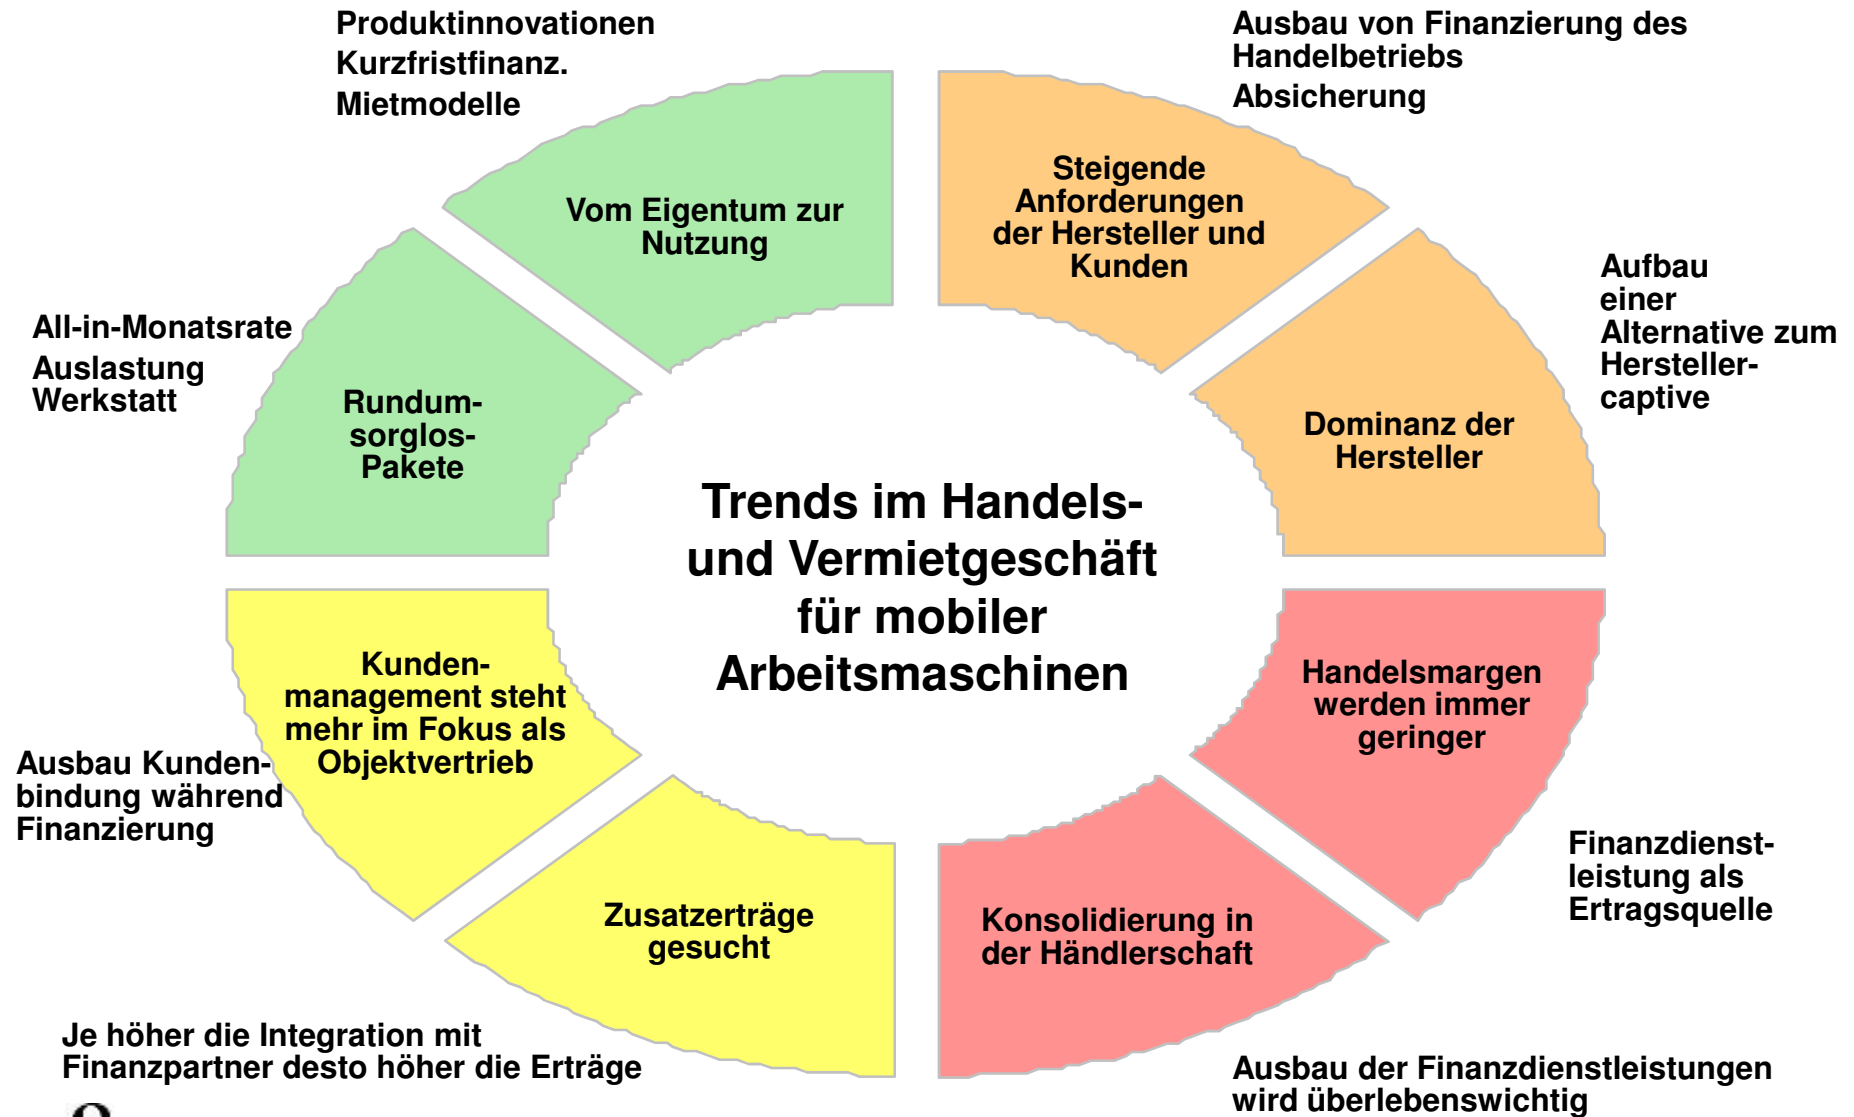 Produktinnovationen
Kurzfristfinanz.
Mietmodelle
Ausbau von Finanzierung des
Handelbetriebs
Absicherung
Vom Eigentum zur
Nutzung
Steigende
Anforderungen
der Hersteller und
Kunden
All-in-Monatsrate
Auslastung
Werkstatt
Rundum-
sorglos-
Pakete
Dominanz der
Hersteller
Aufbau
einer
Alternative zum
Hersteller-
captive
Trends im Handels-
und Vermietgeschäft
für mobiler
Arbeitsmaschinen
Kunden-
management steht
mehr im Fokus als
Objektvertrieb
Ausbau Kunden-
bindung während
Finanzierung
Handelsmargen
werden immer
geringer
Finanzdienst-
leistung als
Ertragsquelle
Zusatzerträge
gesucht
Konsolidierung in
der Händlerschaft
Je höher die Integration mit
Finanzpartner desto höher die Erträge
Ausbau der Finanzdienstleistungen
wird überlebenswichtig